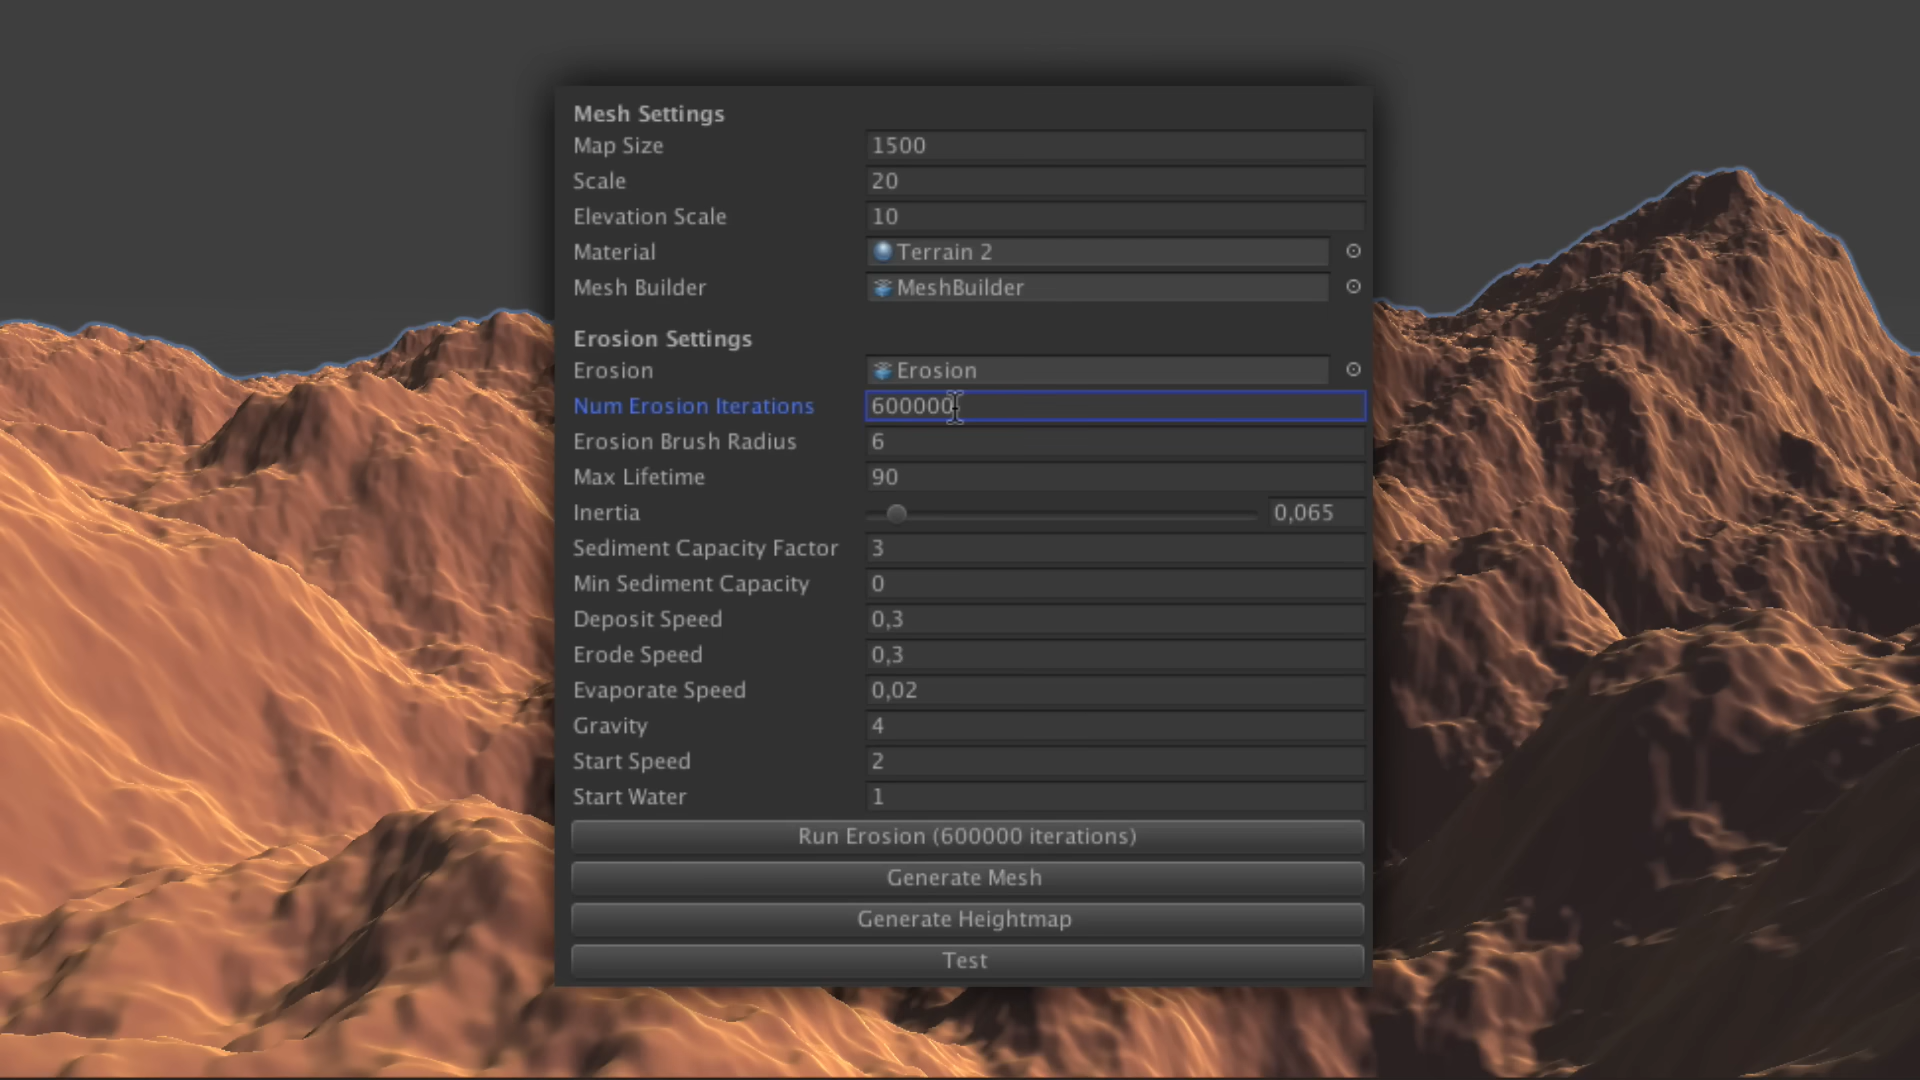 Mesh Settings
Map Size 1500
Scale 20
Elevation Scale 10
Material Terrain 2
Mesh Builder MeshBuilder
Erosion Settings
Erosion Erosion
Num Erosion Iterations 600000
Erosion Brush Radius 6
Max Lifetime 90
Inertia 0,065
Sediment Capacity Factor 3
Min Sediment Capacity 0
Deposit Speed 0,3
Erode Speed 0,3
Evaporate Speed 0,02
Gravity 4
Start Speed 2
Start Water 1
Run Erosion (600000 iterations)
Generate Mesh
Generate Heightmap
Test